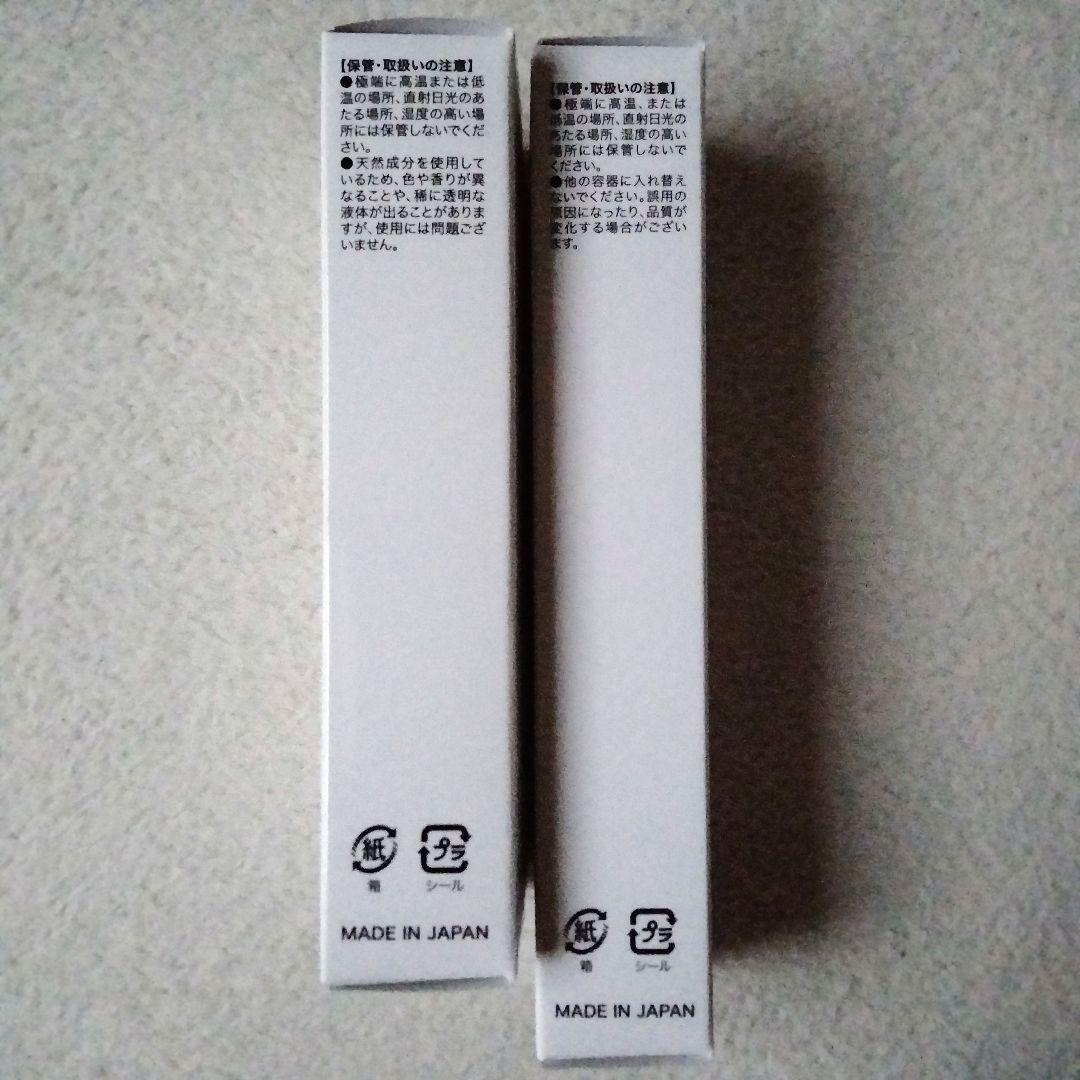 【保管・取扱いの注意】
●極端に高温または低
温の場所、直射日光のあ
たる場所、湿度の高い場
所には保管しないでくだ
さい。
●天然成分を使用して
いるため、色や香りが異
なることや、稀に透明な
液体が出ることがありま
すが、使用には問題ござ
いません。
紙
プラ
箱
シール
MADE IN JAPAN
【保管・取扱いの注意】
●極端に高温、または
低温の場所、直射日光の
あたる場所、湿度の高い
場所には保管しないで
ください。
●他の容器に入れ替え
ないでください。誤用の
原因になったり、品質が
変化する場合がござい
ます。
紙
プラ
箱
シール
MADE IN JAPAN